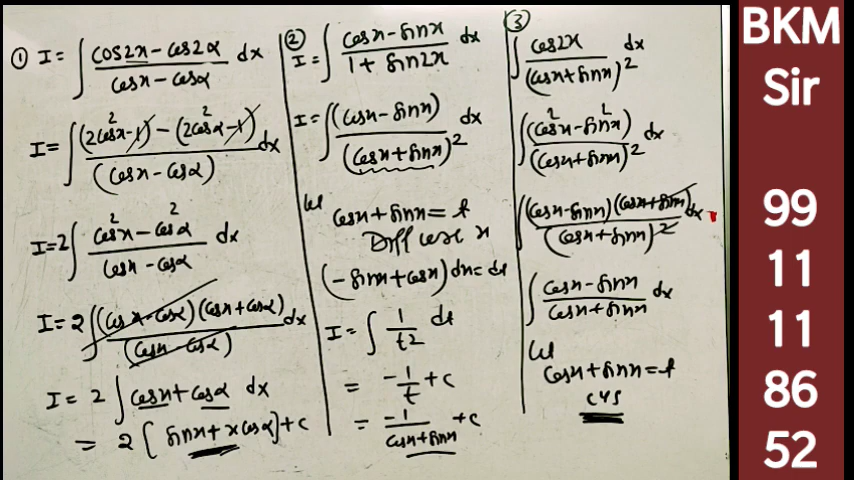 ① I = ∫ (cos2x - cos2α)/(cosx - cosα) dx
I = ∫ ((2cos²x - 1) - (2cos²α - 1))/(cosx - cosα) dx
I = 2∫ (cos²x - cos²α)/(cosx - cosα) dx
I = 2∫ ((cosx - cosα)(cosx + cosα))/(cosx - cosα) dx
I = 2∫ cosx + cosα dx
= 2[sinx + x cosα] + c
② I = ∫ (cosx - sinx)/(1 + sin2x) dx
I = ∫ (cosx - sinx)/(cosx + sinx)² dx
let
cosx + sinx = t
Diff w.r.t x
(-sinx + cosx)dx = dt
I = ∫ 1/t² dt
= -1/t + c
= -1/(cosx + sinx) + c
③
∫ cos2x/(cosx + sinx)² dx
∫ (cos²x - sin²x)/(cosx + sinx)² dx
∫ ((cosx - sinx)(cosx + sinx))/(cosx + sinx)² dx
∫ (cosx - sinx)/(cosx + sinx) dx
let
cosx + sinx = t
BKM
Sir
99
11
11
86
52